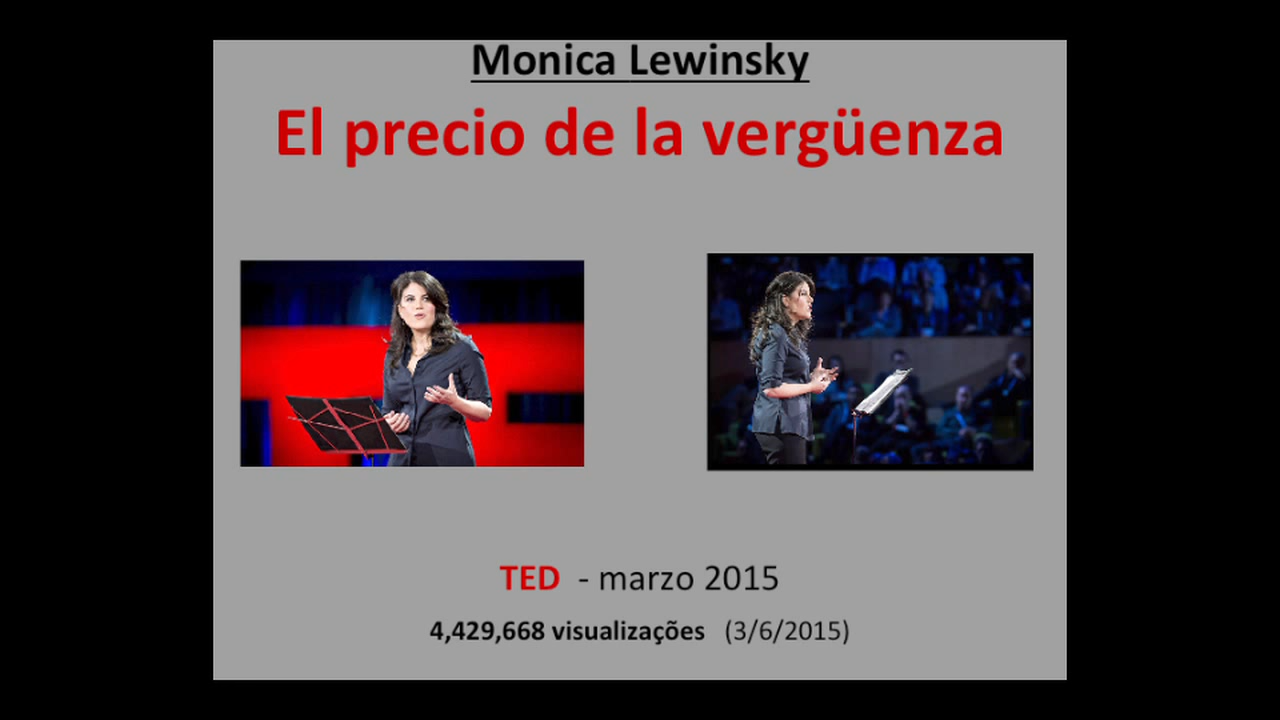 Monica Lewinsky
El precio de la vergüenza
TED - marzo 2015
4,429,668 visualizações (3/6/2015)